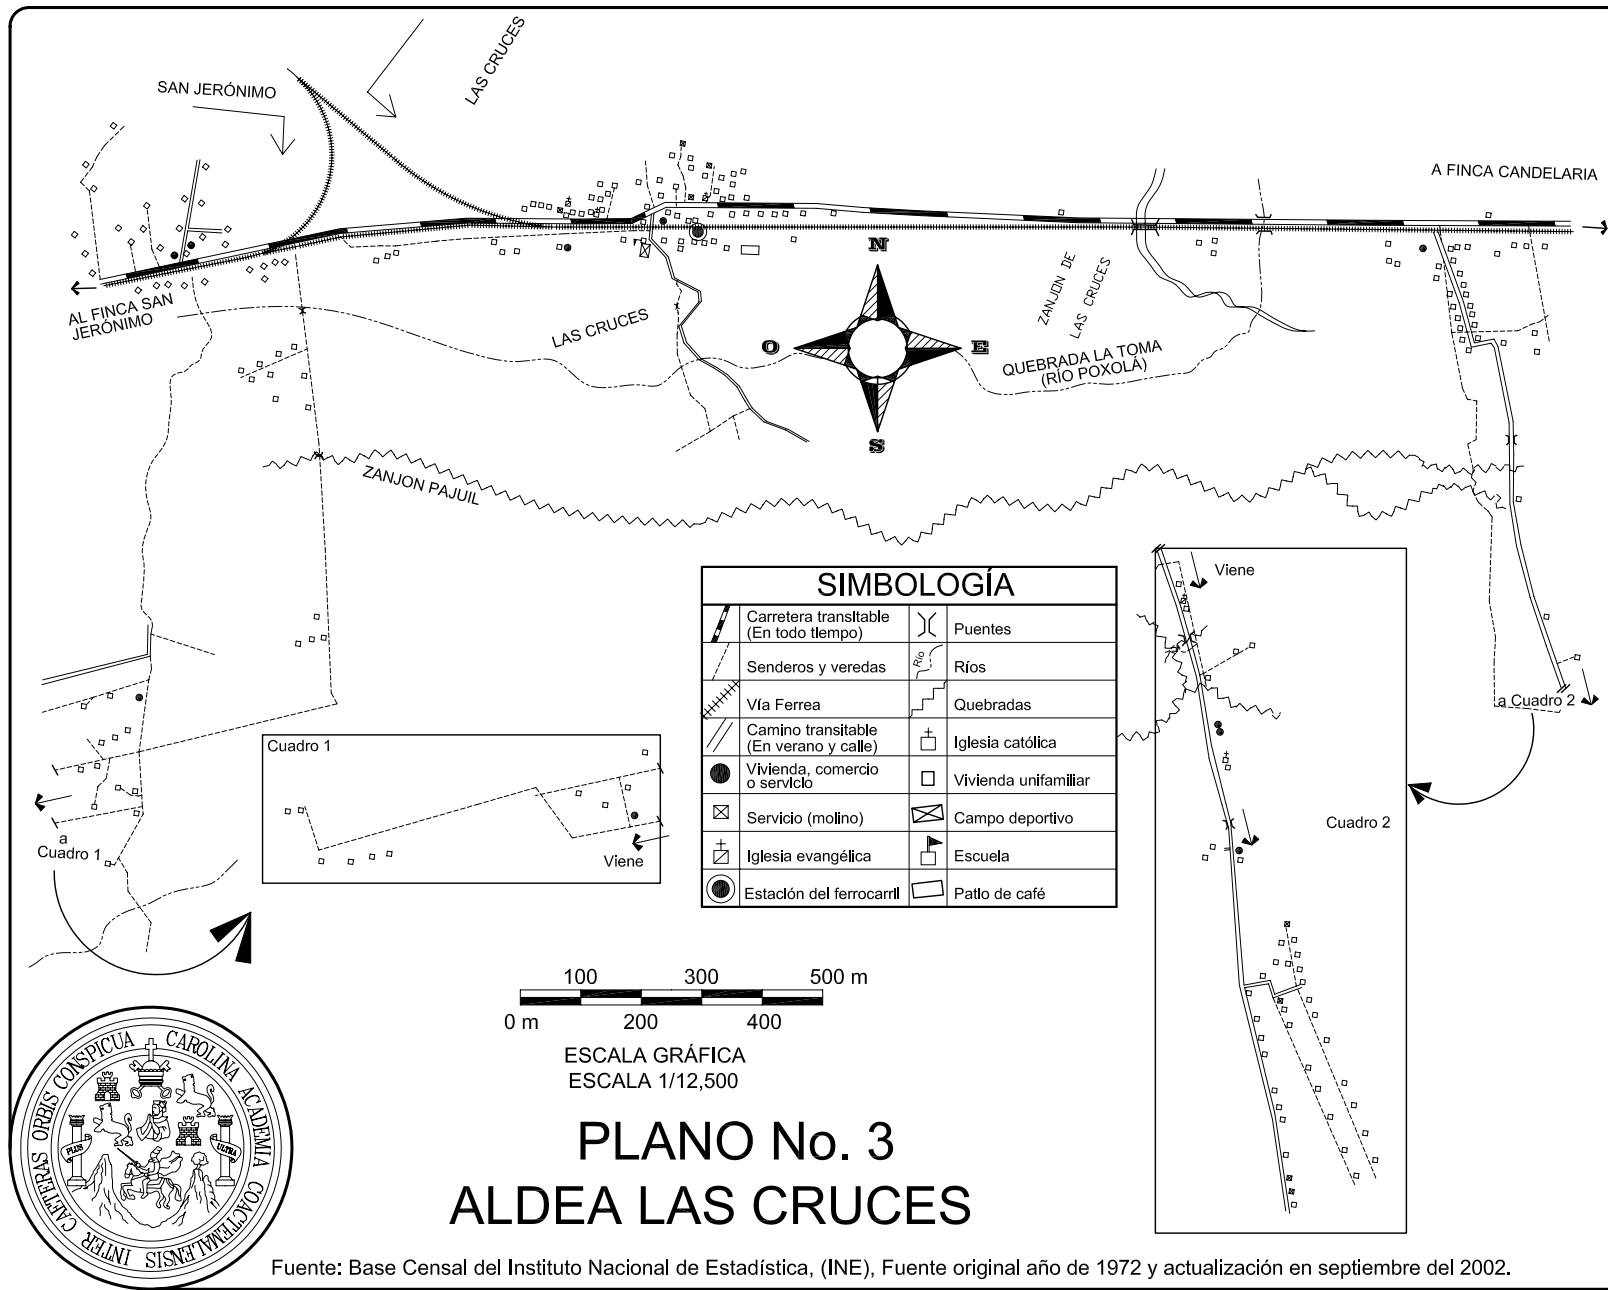 LAS CRUCES
SAN JERÓNIMO
A FINCA CANDELARIA
AL FINCA SAN
JERÓNIMO
LAS CRUCES
N
O
E
S
ZANJON DE
LAS CRUCES
QUEBRADA LA TOMA
(RÍO POXOLÁ)
ZANJON PAJUIL
SIMBOLOGÍA
Carretera transitable
(En todo tiempo)
Puentes
Senderos y veredas
Río
Ríos
Vía Ferrea
Quebradas
Camino transitable
(En verano y calle)
Iglesia católica
Vivienda, comercio
o servicio
Vivienda unifamiliar
Servicio (molino)
Campo deportivo
Iglesia evangélica
Escuela
Estación del ferrocarril
Patio de café
Viene
a Cuadro 2
Cuadro 2
Cuadro 1
Viene
a
Cuadro 1
100 300 500 m
0 m 200 400
ESCALA GRÁFICA
ESCALA 1/12,500
PLANO No. 3
ALDEA LAS CRUCES
CAETERAS ORBIS CONSPICUA CAROLINA ACADEMIA COACTEMALENSIS INTER
PLUS
ULTRA
Fuente: Base Censal del Instituto Nacional de Estadística, (INE), Fuente original año de 1972 y actualización en septiembre del 2002.